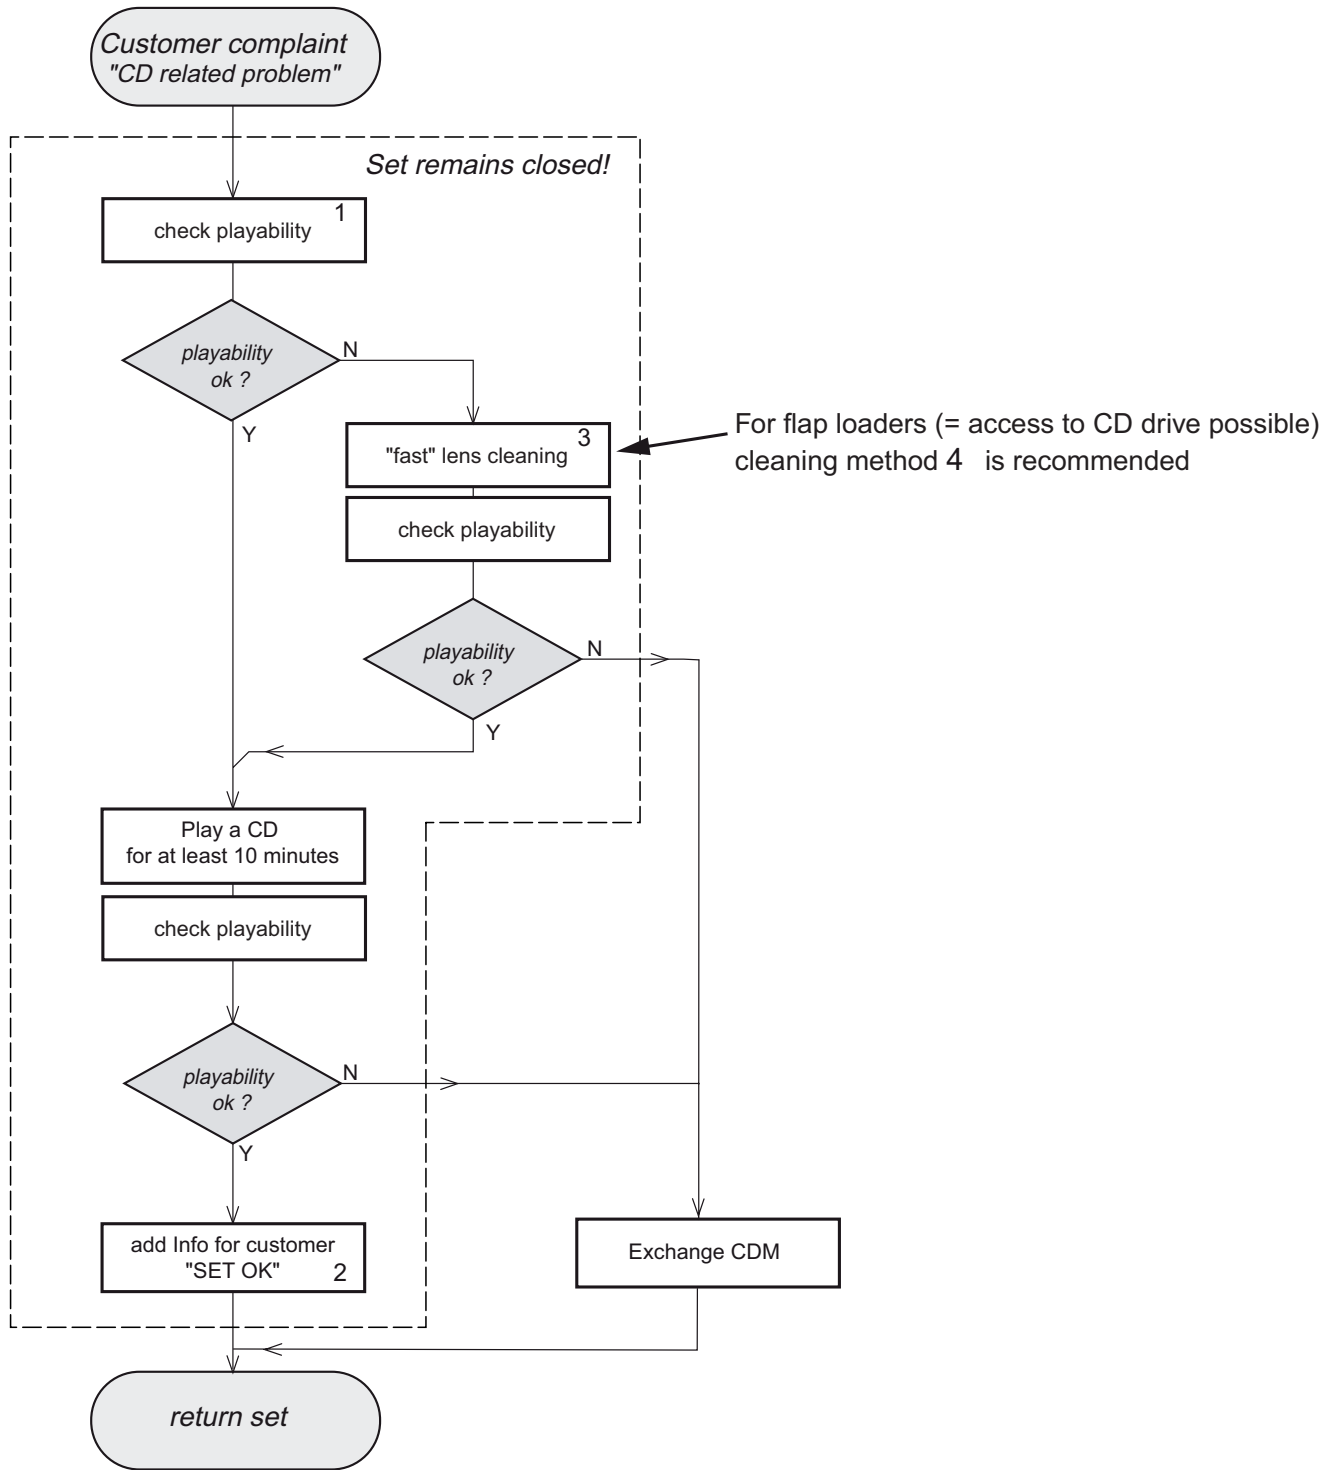 Customer complaint
"CD related problem"
Set remains closed!
1
check playability
playability
ok ?
N
Y
3
"fast" lens cleaning
For flap loaders (= access to CD drive possible)
cleaning method 4 is recommended
check playability
playability
ok ?
N
Y
Play a CD
for at least 10 minutes
check playability
playability
ok ?
N
Y
add Info for customer
"SET OK" 2
Exchange CDM
return set